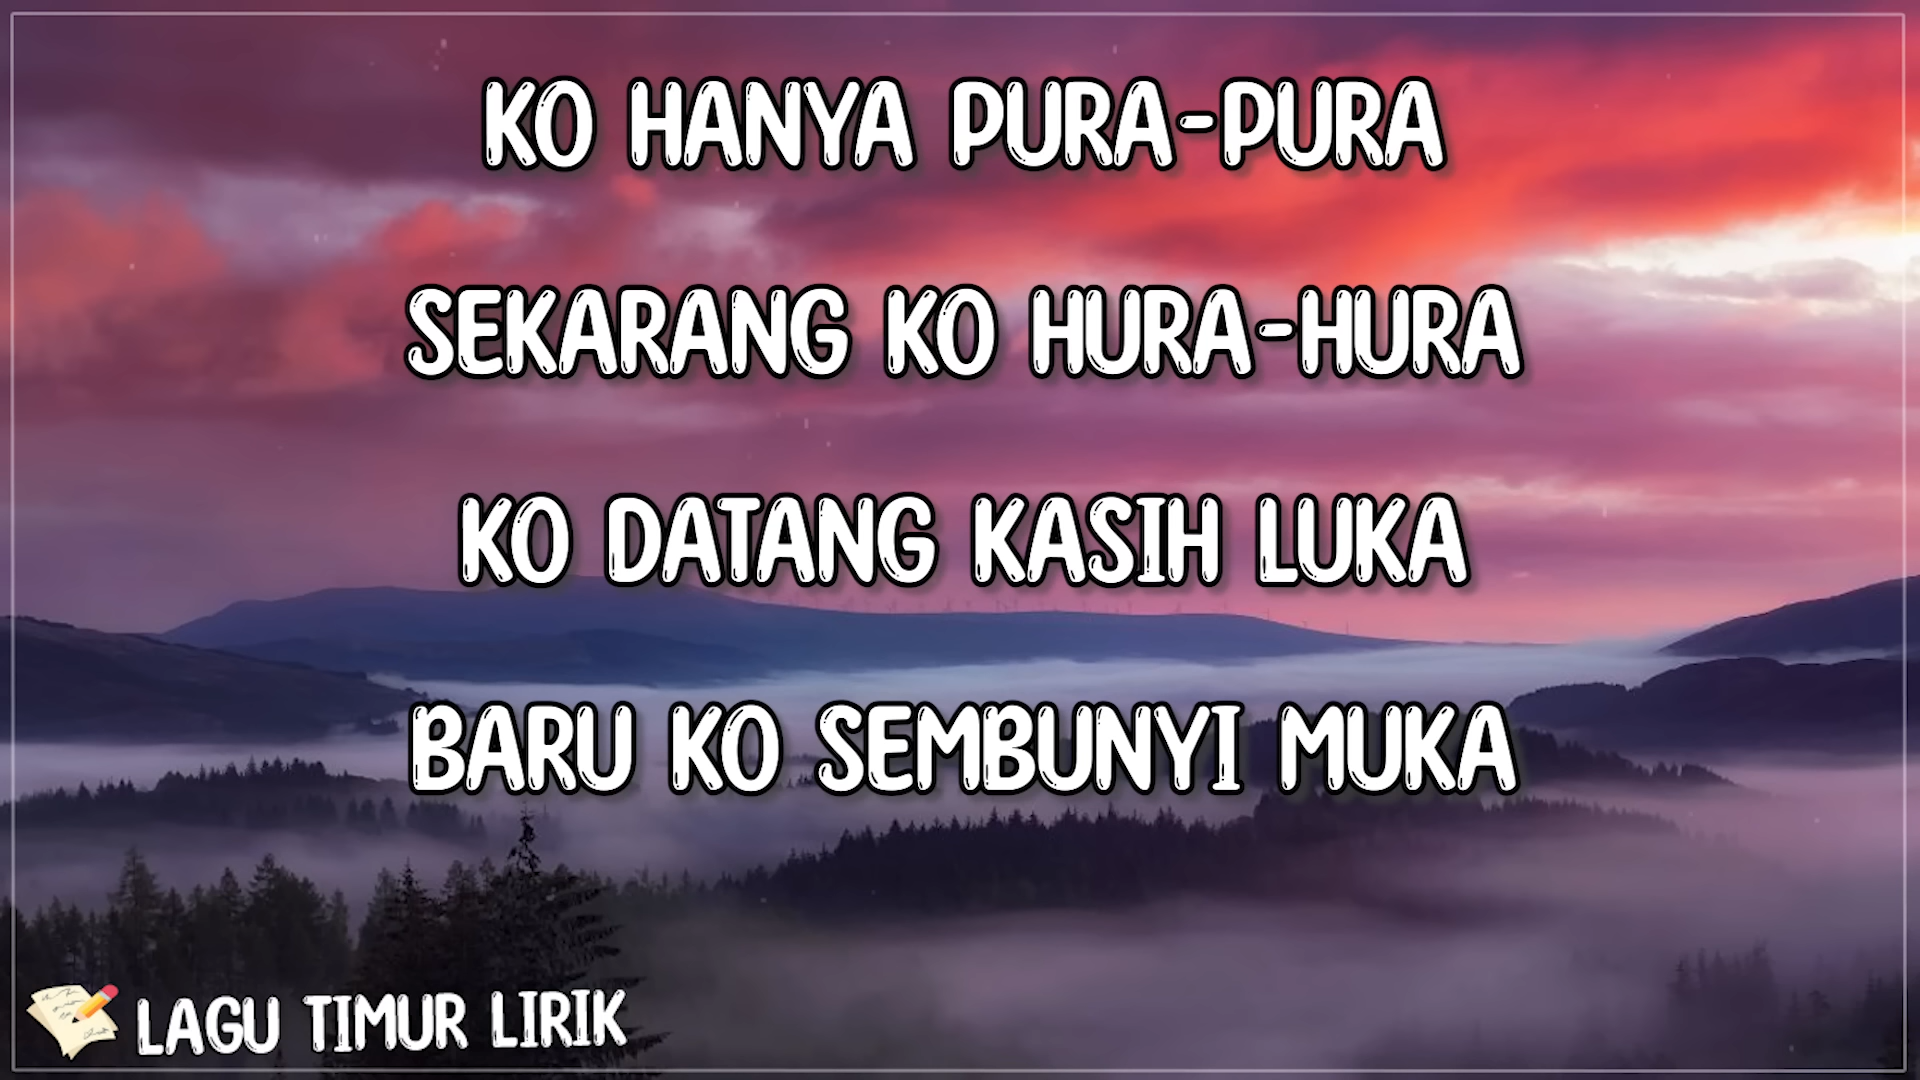 KO HANYA PURA-PURA
SEKARANG KO HURA-HURA
KO DATANG KASIH LUKA
BARU KO SEMBUNYI MUKA
LAGU TIMUR LIRIK